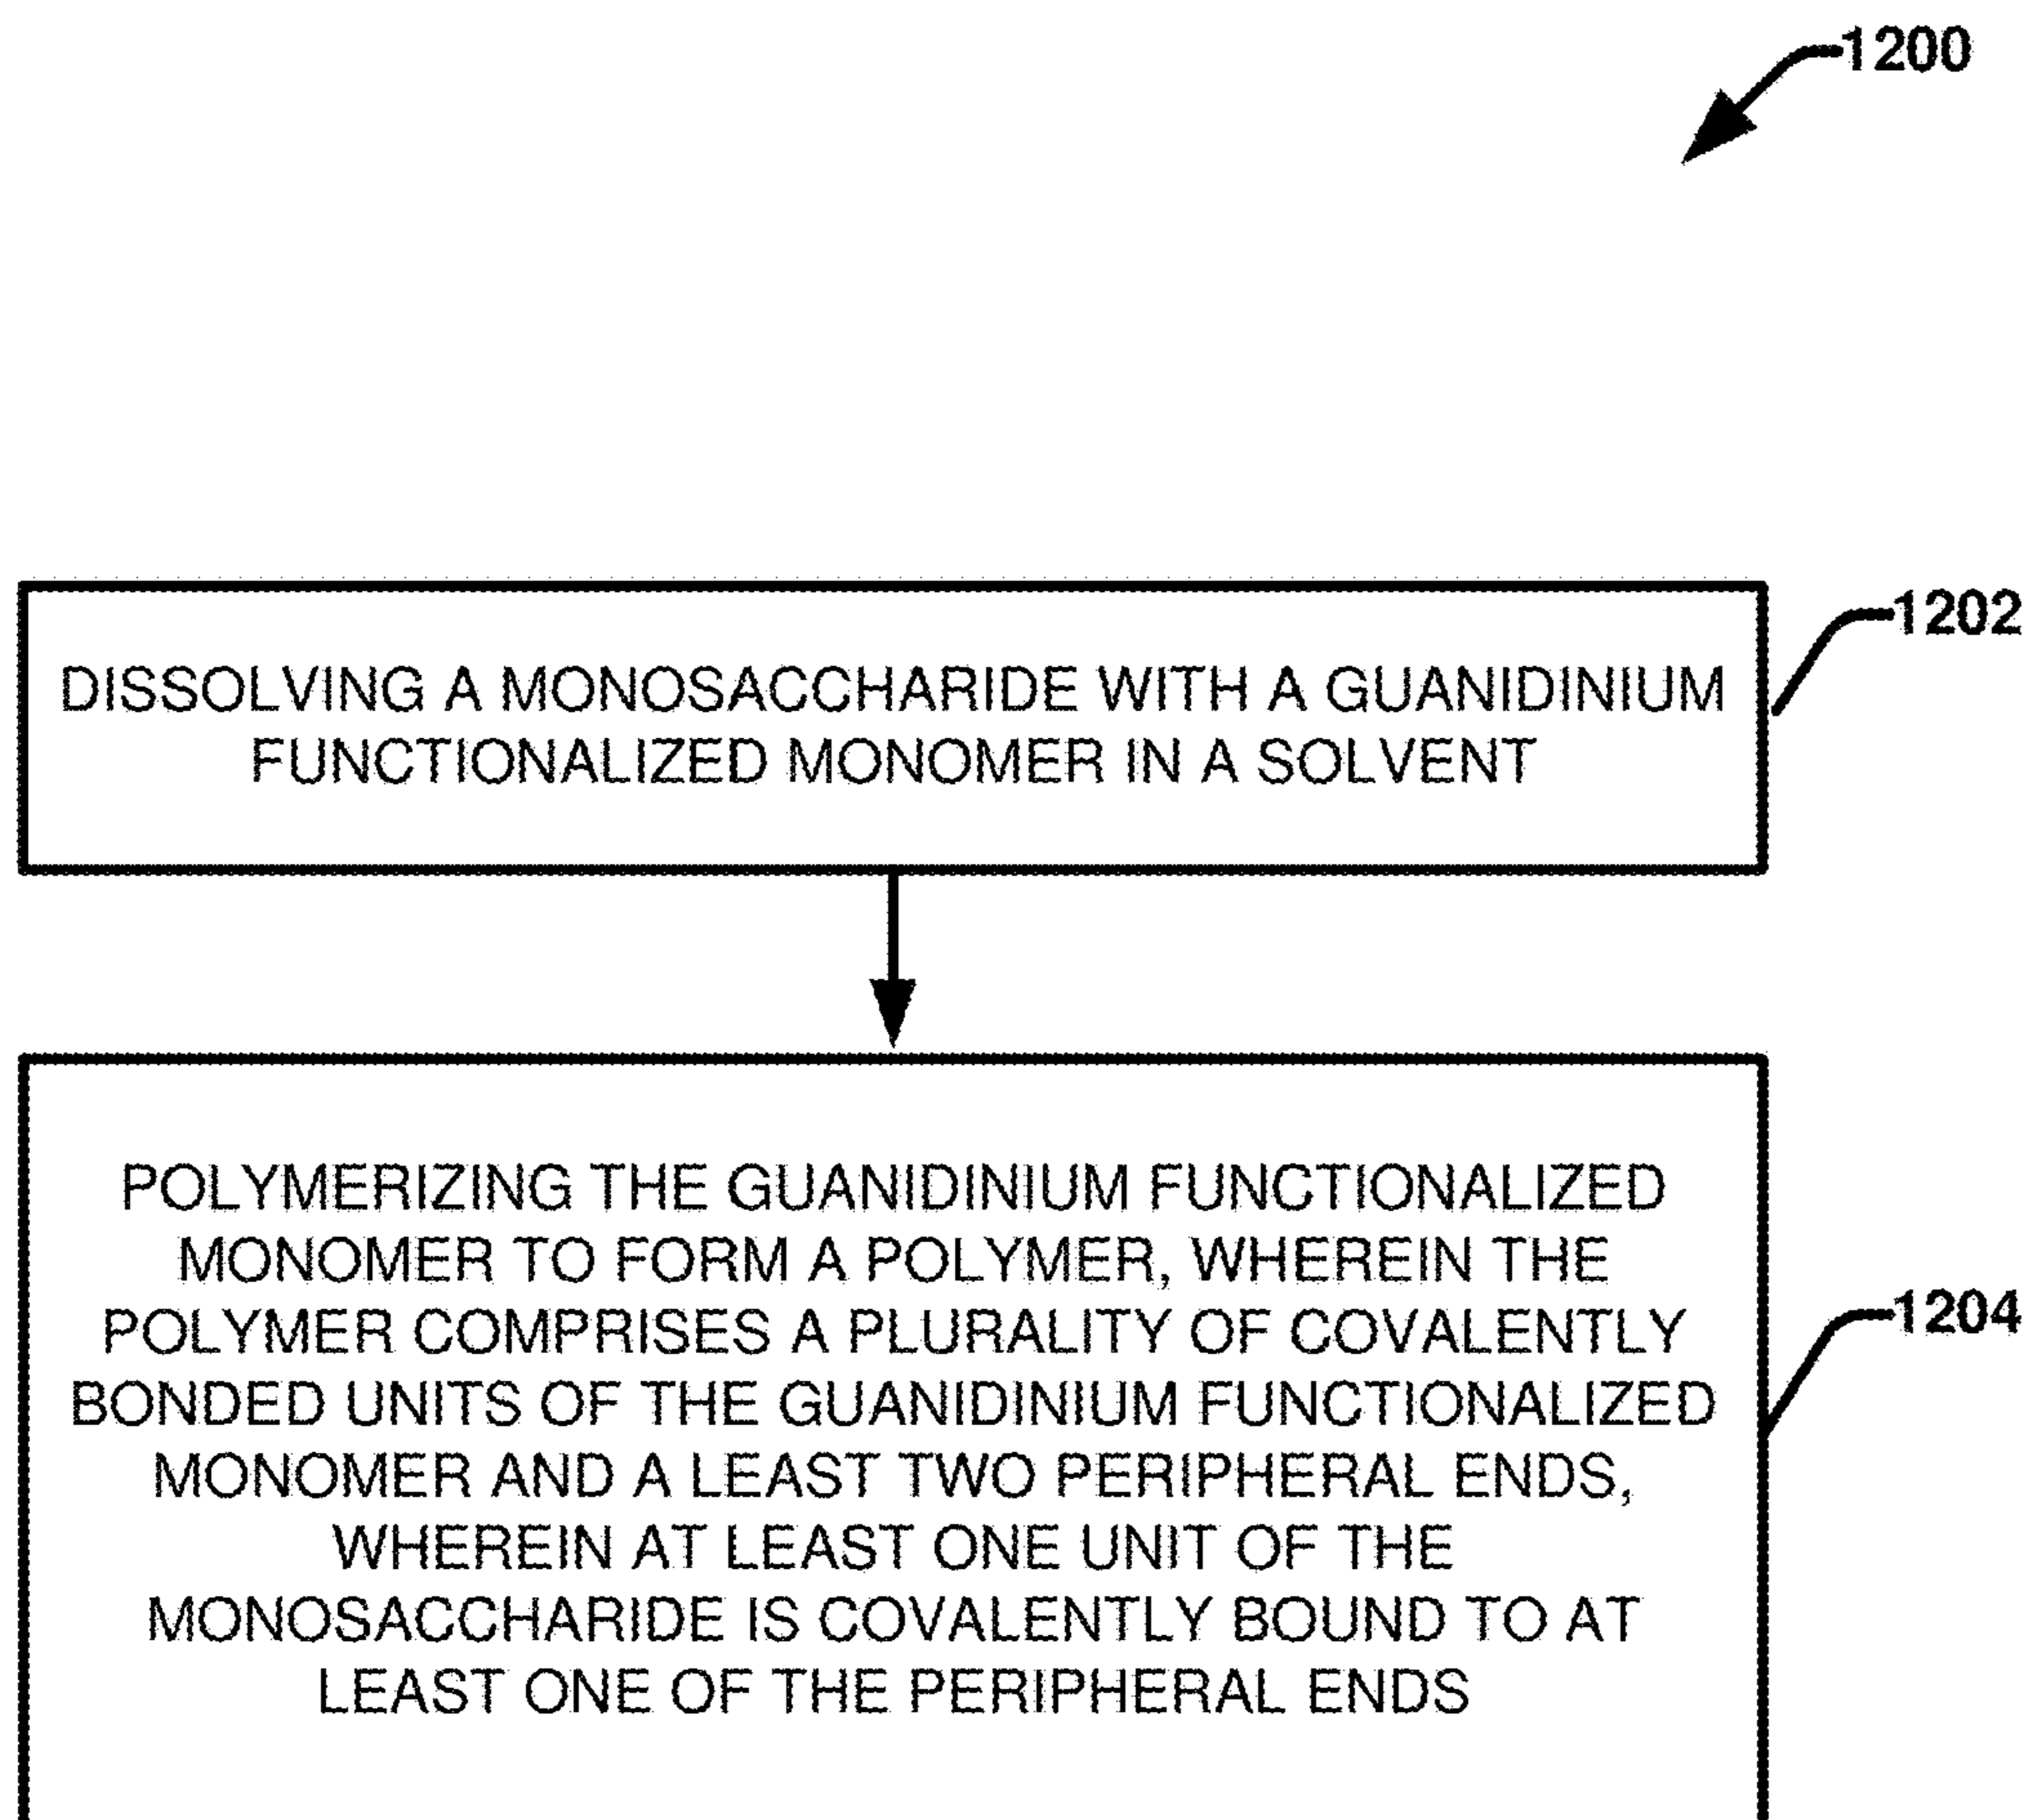 1200
1202
DISSOLVING A MONOSACCHARIDE WITH A GUANIDINIUM
FUNCTIONALIZED MONOMER IN A SOLVENT
POLYMERIZING THE GUANIDINIUM FUNCTIONALIZED
MONOMER TO FORM A POLYMER, WHEREIN THE
POLYMER COMPRISES A PLURALITY OF COVALENTLY
1204
BONDED UNITS OF THE GUANIDINIUM FUNCTIONALIZED
MONOMER AND A LEAST TWO PERIPHERAL ENDS,
WHEREIN AT LEAST ONE UNIT OF THE
MONOSACCHARIDE IS COVALENTLY BOUND TO AT
LEAST ONE OF THE PERIPHERAL ENDS